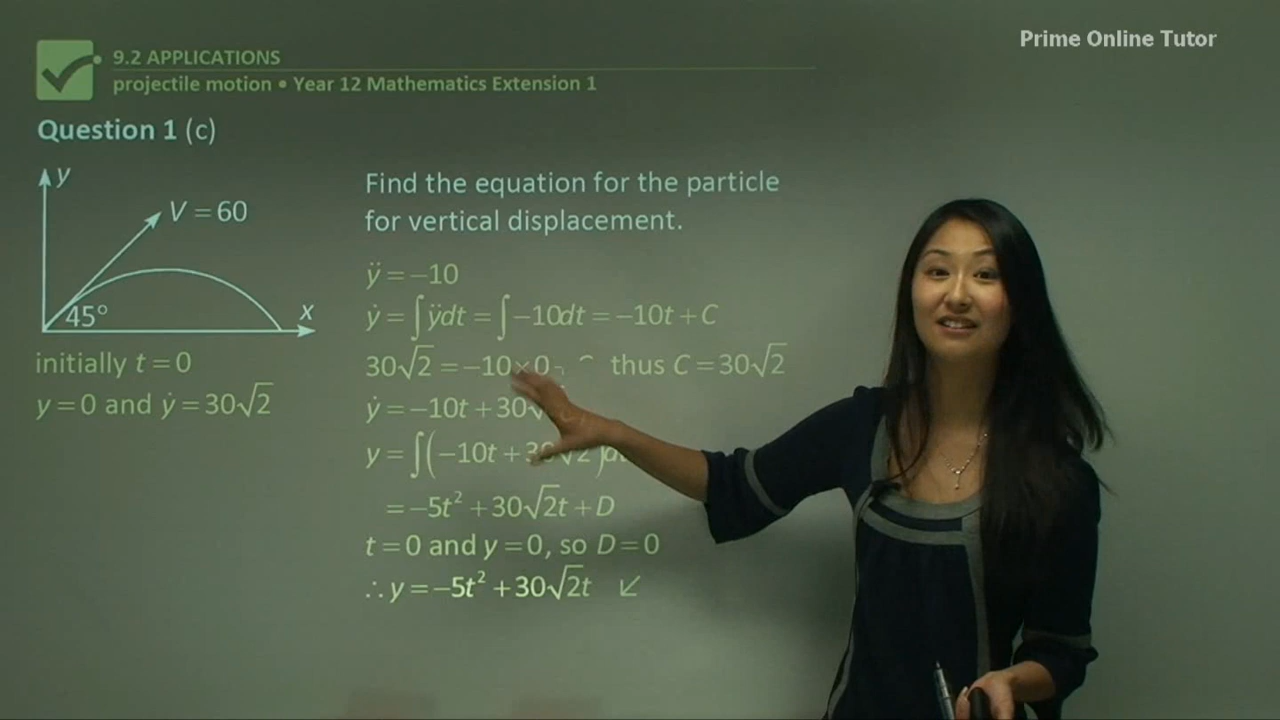 Prime Online Tutor
9.2 APPLICATIONS
projectile motion • Year 12 Mathematics Extension 1
Question 1 (c)
y
V = 60
45°
x
initially t = 0
y = 0 and ẏ = 30√2
Find the equation for the particle
for vertical displacement.
ÿ = −10
ẏ = ∫ÿdt = ∫−10dt = −10t + C
30√2 = −10×0 thus C = 30√2
ẏ = −10t + 30√
y = ∫(−10t + 30√2)dt
= −5t² + 30√2t + D
t = 0 and y = 0, so D = 0
∴ y = −5t² + 30√2t ↙